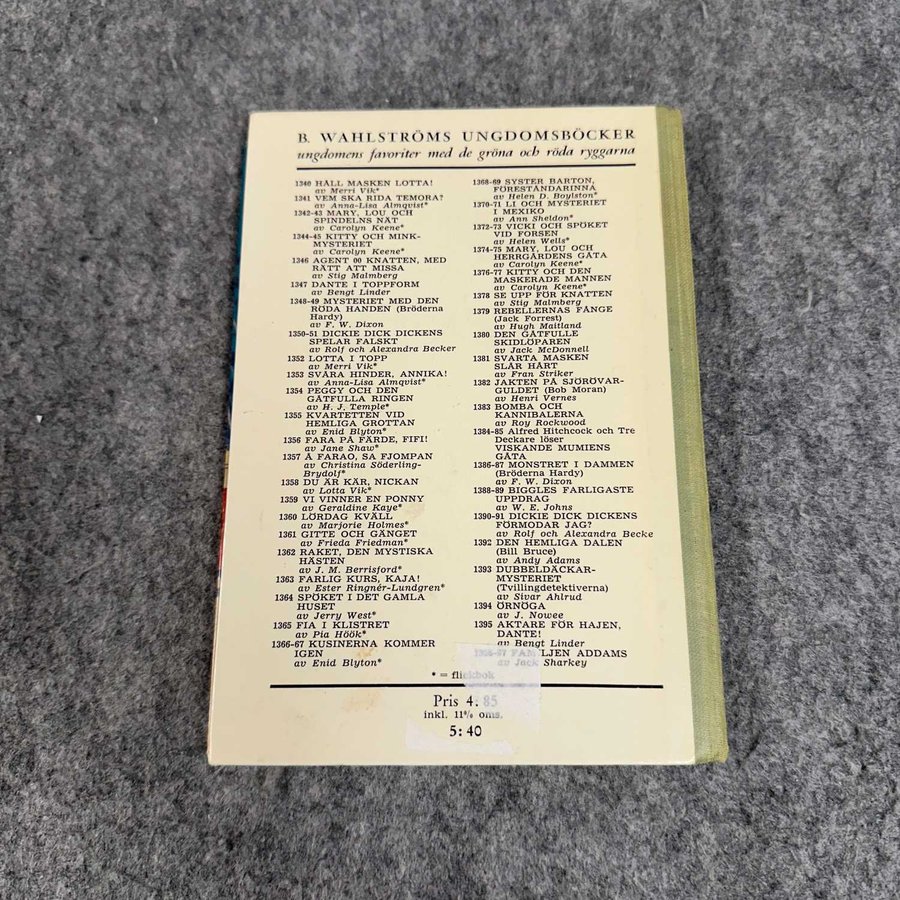 B. WAHLSTRÖMS UNGDOMSBÖCKER
ungdomens favoriter med de gröna och röda ryggarna
1340 HÅLL MASKEN LOTTA!
av Merri Vik*
1341 VEM SKA RIDA TEMORA?
av Anna-Lisa Almqvist*
1342-43 MARY, LOU OCH
SPINDELNS NÄT
av Carolyn Keene*
1344-45 KITTY OCH MINK-
MYSTERIET
av Carolyn Keene*
1346 AGENT 00 KNATTEN, MED
RÄTT ATT MISSA
av Stig Malmberg
1347 DANTE I TOPPFORM
av Bengt Linder
1348-49 MYSTERIET MED DEN
RÖDA HANDEN (Bröderna
Hardy)
av F. W. Dixon
1350-51 DICKIE DICK DICKENS
SPELAR FALSKT
av Rolf och Alexandra Becker
1352 LOTTA I TOPP
av Merri Vik*
1353 SVÅRA HINDER, ANNIKA!
av Anna-Lisa Almqvist*
1354 PEGGY OCH DEN
GÅTFULLA RINGEN
av H. J. Temple*
1355 KVARTETTEN VID
HEMLIGA GROTTAN
av Enid Blyton*
1356 FARA PÅ FÄRDE, FIFI!
av Jane Shaw*
1357 Å FARAO, SA FJOMPAN
av Christina Söderling-
Brydolf*
1358 DU ÄR KÄR, NICKAN
av Lotta Vik*
1359 VI VINNER EN PONNY
av Geraldine Kaye*
1360 LÖRDAG KVÄLL
av Marjorie Holmes*
1361 GITTE OCH GÄNGET
av Frieda Friedman*
1362 RAKET, DEN MYSTISKA
HÄSTEN
av J. M. Berrisford*
1363 FARLIG KURS, KAJA!
av Ester Ringnér-Lundgren*
1364 SPÖKET I DET GAMLA
HUSET
av Jerry West*
1365 FIA I KLISTRET
av Pia Höök*
1366-67 KUSINERNA KOMMER
IGEN
av Enid Blyton*
1368-69 SYSTER BARTON,
FÖRESTÅNDARINNA
av Helen D. Boylston*
1370-71 LI OCH MYSTERIET
I MEXIKO
av Ann Sheldon*
1372-73 VICKI OCH SPÖKET
VID FORSEN
av Helen Wells*
1374-75 MARY, LOU OCH
HERRGÅRDENS GÅTA
av Carolyn Keene*
1376-77 KITTY OCH DEN
MASKERADE MANNEN
av Carolyn Keene*
1378 SE UPP FÖR KNATTEN
av Stig Malmberg
1379 REBELLERNAS FÅNGE
(Jack Forrest)
av Hugh Maitland
1380 DEN GÅTFULLE
SKIDLÖPAREN
av Jack McDonnell
1381 SVARTA MASKEN
SLÅR HÅRT
av Fran Striker
1382 JAKTEN PÅ SJÖRÖVAR-
GULDET (Bob Moran)
av Henri Vernes
1383 BOMBA OCH
KANNIBALERNA
av Roy Rockwood
1384-85 Alfred Hitchcock och Tre
Deckare löser
VISKANDE MUMIENS
GÅTA
1386-87 MONSTRET I DAMMEN
(Bröderna Hardy)
av F. W. Dixon
1388-89 BIGGLES FARLIGASTE
UPPDRAG
av W. E. Johns
1390-91 DICKIE DICK DICKENS
FÖRMODAR JAG?
av Rolf och Alexandra Becke
1392 DEN HEMLIGA DALEN
(Bill Bruce)
av Andy Adams
1393 DUBBELDÄCKAR-
MYSTERIET
(Tvillingdetektiverna)
av Sivar Ahlrud
1394 ÖRNÖGA
av J. Nowee
1395 AKTARE FÖR HAJEN,
DANTE!
av Bengt Linder
1396-97 FAMILJEN ADDAMS
av Jack Sharkey
* = flickbok
Pris 4: 85
inkl. 11% oms.
5: 40